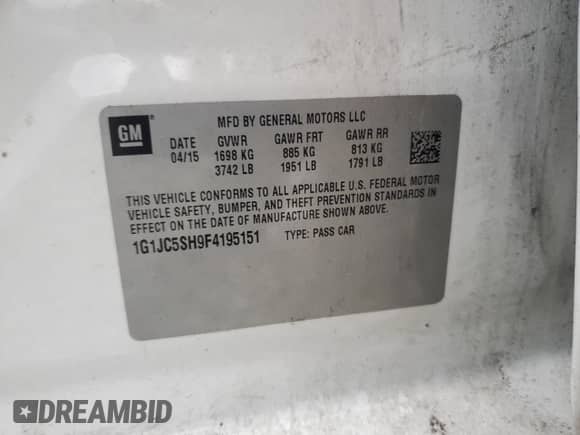 GM
MFD BY GENERAL MOTORS LLC
DATE GVWR GAWR FRT GAWR RR
04/15 1698 KG 885 KG 813 KG
3742 LB 1951 LB 1791 LB
THIS VEHICLE CONFORMS TO ALL APPLICABLE U.S. FEDERAL MOTOR
VEHICLE SAFETY, BUMPER, AND THEFT PREVENTION STANDARDS IN
EFFECT ON THE DATE OF MANUFACTURE SHOWN ABOVE.
1G1JC5SH9F4195151 TYPE: PASS CAR
DREAMBID